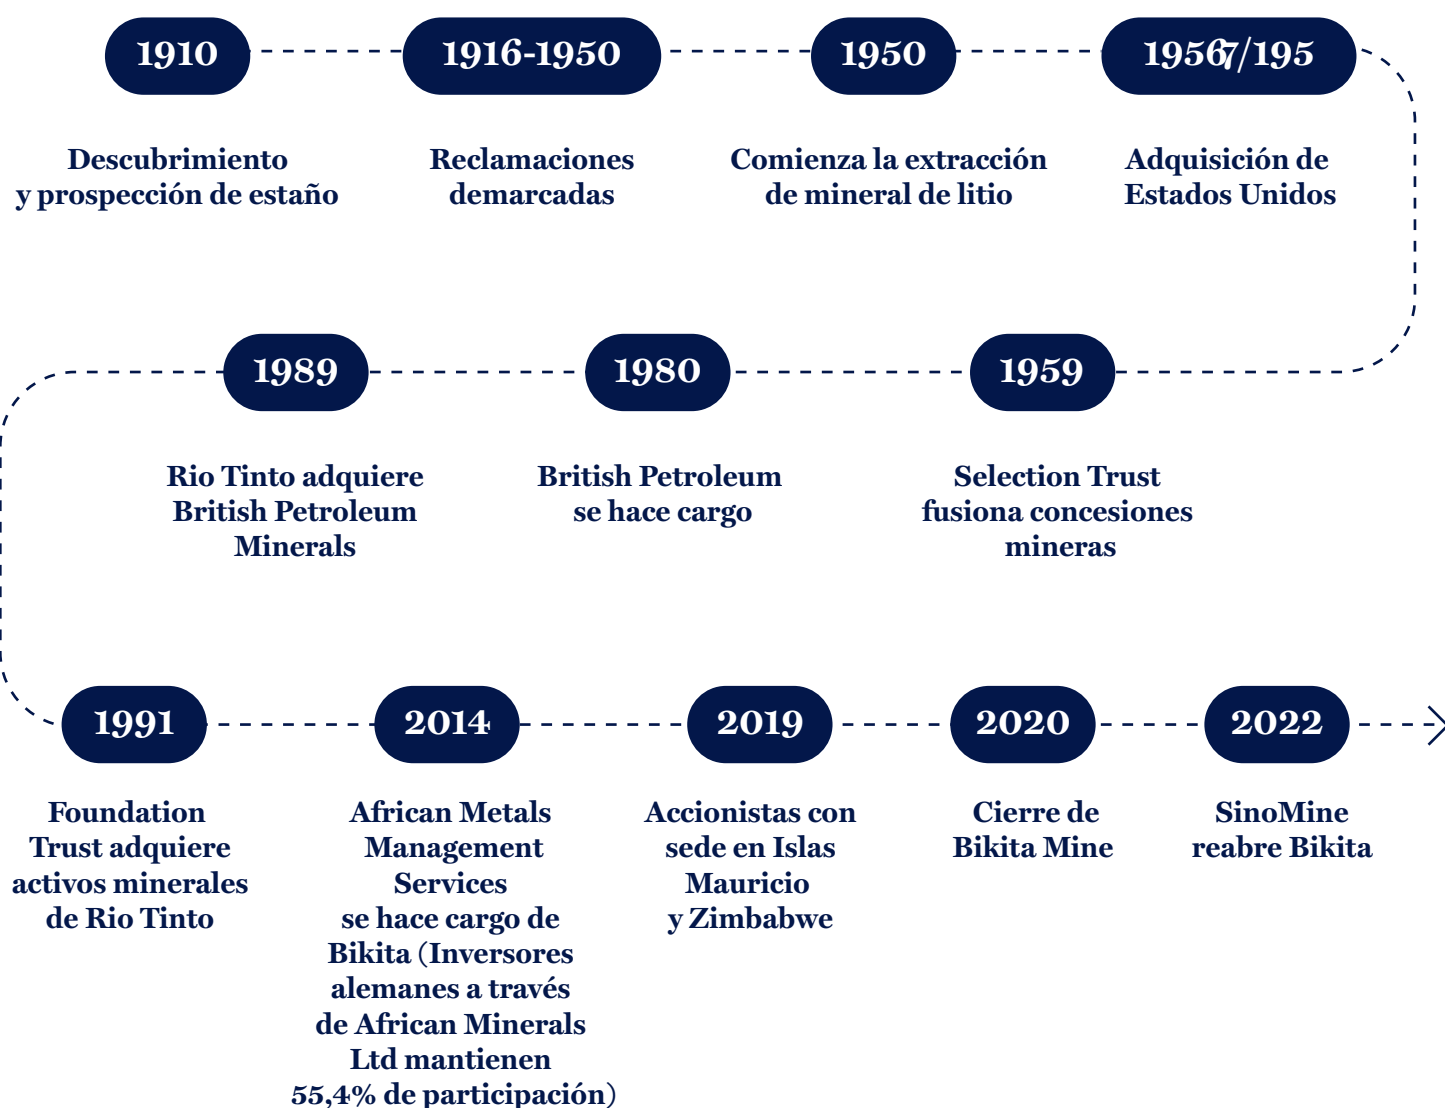 1910
Descubrimiento
y prospección de estaño
1916-1950
Reclamaciones
demarcadas
1950
Comienza la extracción
de mineral de litio
19567/195
Adquisición de
Estados Unidos
1959
Selection Trust
fusiona concesiones
mineras
1980
British Petroleum
se hace cargo
1989
Rio Tinto adquiere
British Petroleum
Minerals
1991
Foundation
Trust adquiere
activos minerales
de Rio Tinto
2014
African Metals
Management
Services
se hace cargo de
Bikita (Inversores
alemanes a través
de African Minerals
Ltd mantienen
55,4% de participación)
2019
Accionistas con
sede en Islas
Mauricio
y Zimbabwe
2020
Cierre de
Bikita Mine
2022
SinoMine
reabre Bikita